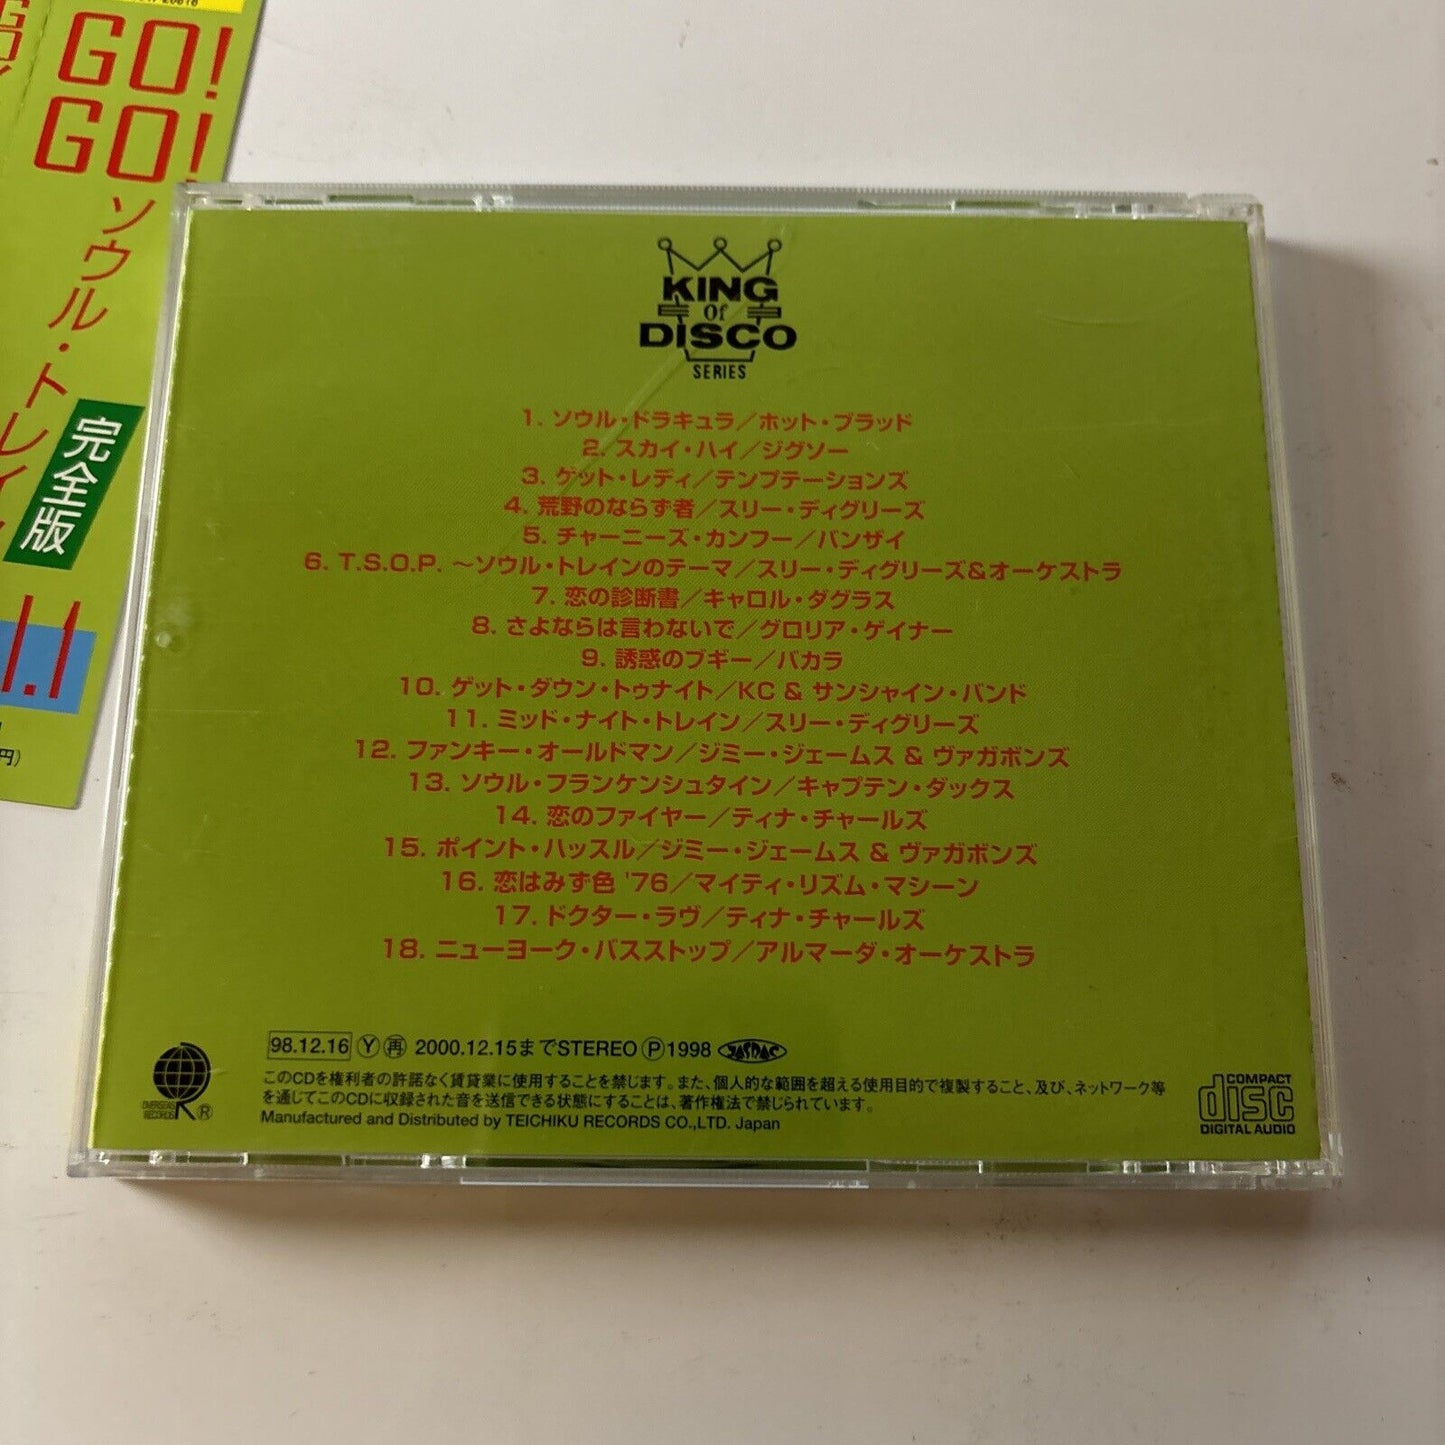 GO!
GO!
ソウル・トレイ
完全版
1.1
円)
KING
Of
DISCO
SERIES
1. ソウル・ドラキュラ／ホット・ブラッド
2. スカイ・ハイ／ジグソー
3. ゲット・レディ／テンプテーションズ
4. 荒野のならず者／スリー・ディグリーズ
5. チャーニーズ・カンフー／バンザイ
6. T.S.O.P. ～ソウル・トレインのテーマ／スリー・ディグリーズ&オーケストラ
7. 恋の診断書／キャロル・ダグラス
8. さよならは言わないで／グロリア・ゲイナー
9. 誘惑のブギー／バカラ
10. ゲット・ダウン・トゥナイト／KC & サンシャイン・バンド
11. ミッド・ナイト・トレイン／スリー・ディグリーズ
12. ファンキー・オールドマン／ジミー・ジェームス & ヴァガボンズ
13. ソウル・フランケンシュタイン／キャプテン・ダックス
14. 恋のファイヤー／ティナ・チャールズ
15. ポイント・ハッスル／ジミー・ジェームス & ヴァガボンズ
16. 恋はみず色 '76／マイティ・リズム・マシーン
17. ドクター・ラヴ／ティナ・チャールズ
18. ニューヨーク・バスストップ／アルマーダ・オーケストラ
98.12.16 Ⓨ 再 2000.12.15までSTEREO Ⓟ1998 JASRAC
このCDを権利者の許諾なく賃貸業に使用することを禁じます。また、個人的な範囲を超える使用目的で複製すること、及び、ネットワーク等
を通じてこのCDに収録された音を送信できる状態にすることは、著作権法で禁じられています。
Manufactured and Distributed by TEICHIKU RECORDS CO.,LTD. Japan
OVERSEAS
RECORDS
R ®
COMPACT
disc
DIGITAL AUDIO